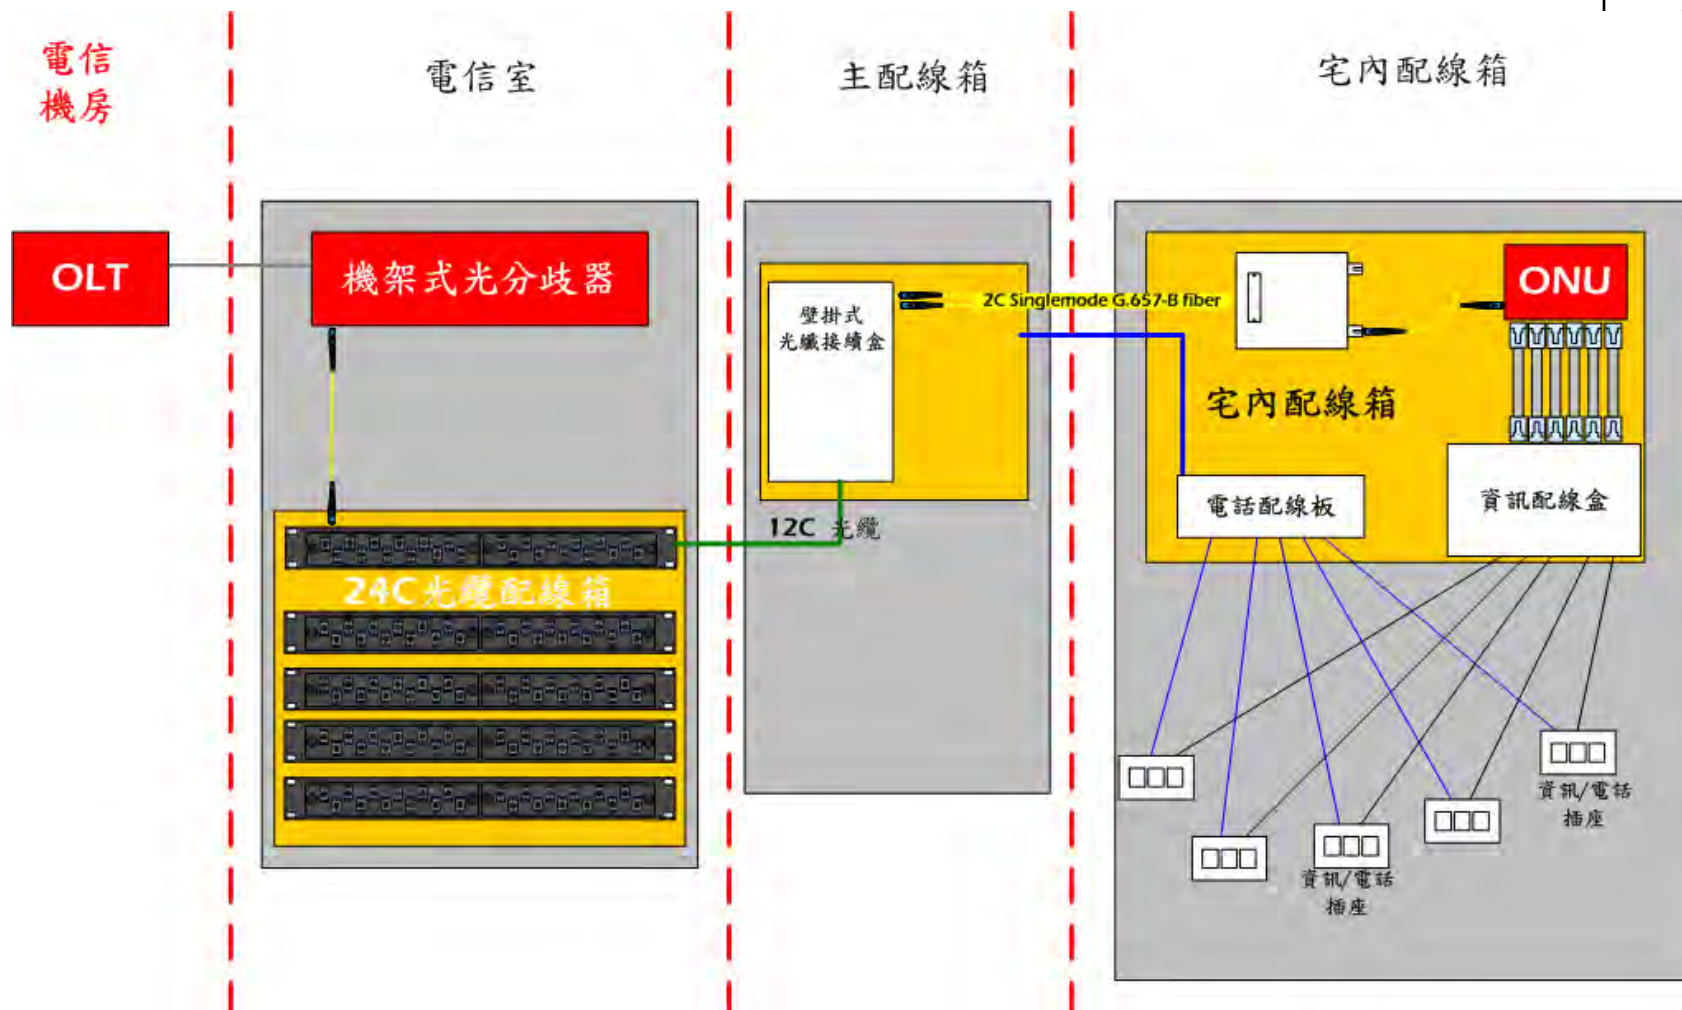 電信
機房
電信室
主配線箱
宅內配線箱
OLT
機架式光分歧器
24C光纜配線箱
壁掛式
光纖接續盒
12C 光纜
2C Singlemode G.657-B fiber
ONU
宅內配線箱
電話配線板
資訊配線盒
資訊/電話
插座
資訊/電話
插座